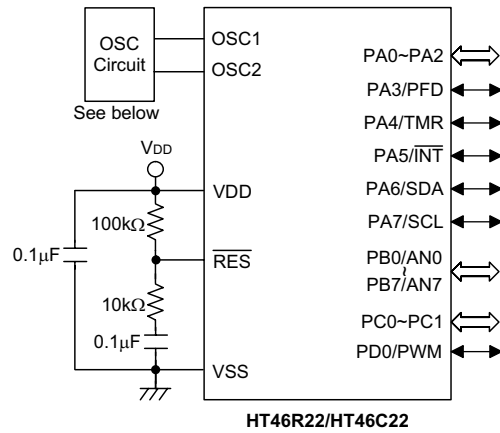 OSC
Circuit
See below
VDD
100kΩ
0.1μF
10kΩ
0.1μF
OSC1
OSC2
VDD
RES
VSS
PA0~PA2
PA3/PFD
PA4/TMR
PA5/INT
PA6/SDA
PA7/SCL
PB0/AN0
~
PB7/AN7
PC0~PC1
PD0/PWM
HT46R22/HT46C22